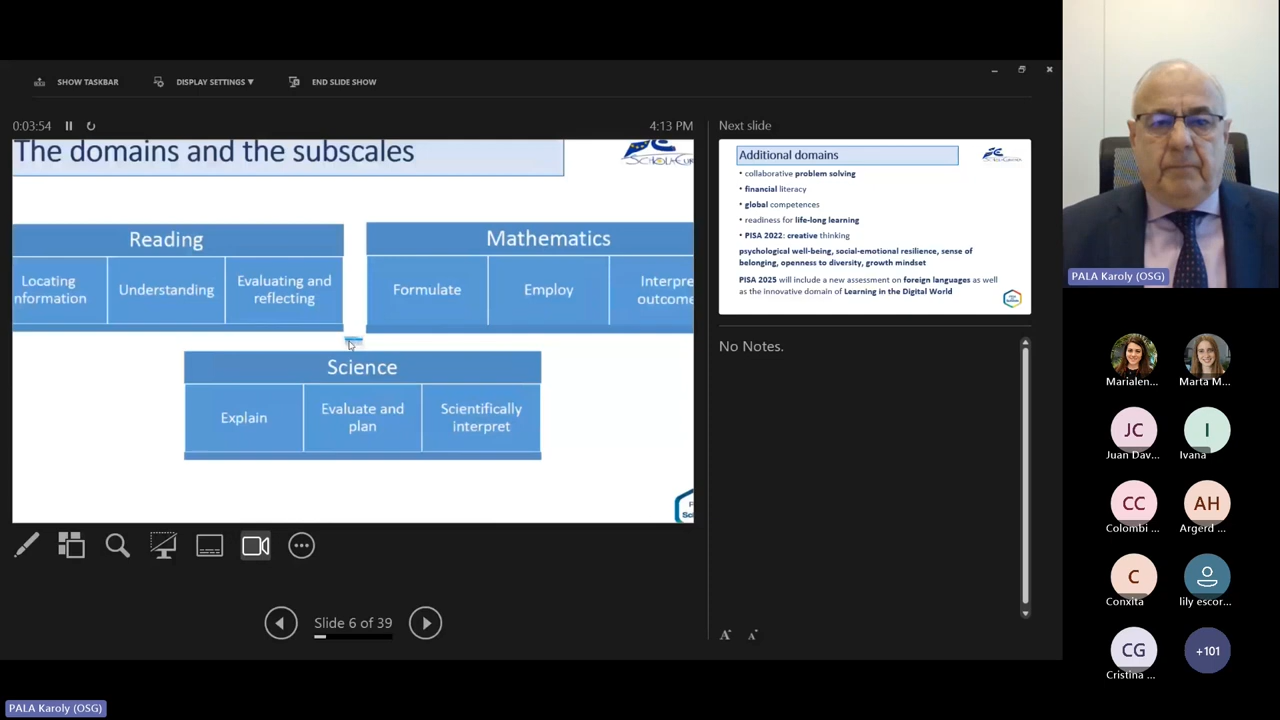 SHOW TASKBAR
DISPLAY SETTINGS ▾
END SLIDE SHOW
0:03:54
4:13 PM
The domains and the subscales
Reading
Locating
nformation
Understanding
Evaluating and
reflecting
Mathematics
Formulate
Employ
Interpre
outcome
Science
Explain
Evaluate and
plan
Scientifically
interpret
Slide 6 of 39
Next slide
Additional domains
• collaborative problem solving
• financial literacy
• global competences
• readiness for life-long learning
• PISA 2022: creative thinking
psychological well-being, social-emotional resilience, sense of
belonging, openness to diversity, growth mindset
PISA 2025 will include a new assessment on foreign languages as well
as the innovative domain of Learning in the Digital World
No Notes.
A A
PALA Karoly (OSG)
Marialen...
Marta M...
JC
Juan Dav...
I
Ivana
CC
Colombi ...
AH
Argerd ...
C
Conxita
lily escor...
CG
Cristina ...
+101
PALA Karoly (OSG)